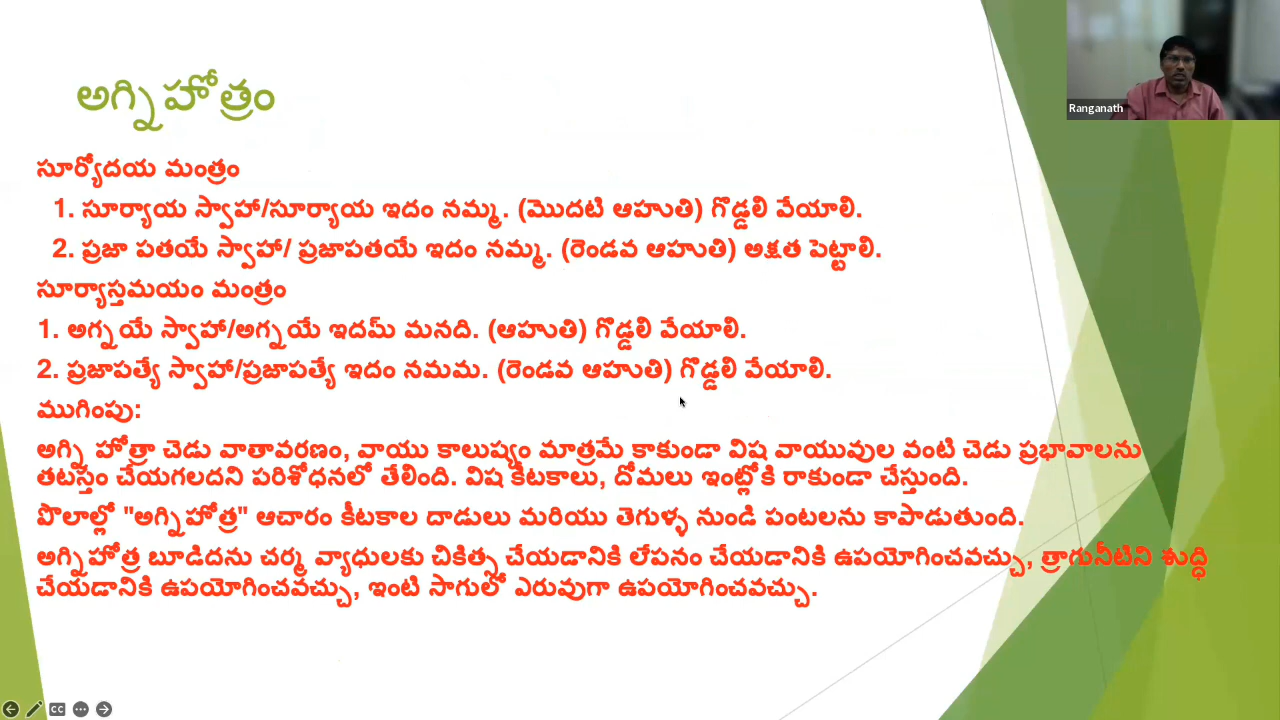 అగ్నిహోత్రం
Ranganath
సూర్యోదయ మంత్రం
1. సూర్యాయ స్వాహా/సూర్యాయ ఇదం నమ్మ. (మొదటి ఆహుతి) గొడ్డలి వేయాలి.
2. ప్రజా పతయే స్వాహా/ ప్రజాపతయే ఇదం నమ్మ. (రెండవ ఆహుతి) అక్షత పెట్టాలి.
సూర్యాస్తమయం మంత్రం
1. అగ్నయే స్వాహా/అగ్నయే ఇదమ్ మనది. (ఆహుతి) గొడ్డలి వేయాలి.
2. ప్రజాపత్యే స్వాహా/ప్రజాపత్యే ఇదం నమమ. (రెండవ ఆహుతి) గొడ్డలి వేయాలి.
ముగింపు:
అగ్ని హోత్రా చెడు వాతావరణం, వాయు కాలుష్యం మాత్రమే కాకుండా విష వాయువుల వంటి చెడు ప్రభావాలను
తటస్తం చేయగలదని పరిశోధనలో తేలింది. విష కీటకాలు, దోమలు ఇంట్లోకి రాకుండా చేస్తుంది.
పొలాల్లో "అగ్నిహోత్ర" ఆచారం కీటకాల దాడులు మరియు తెగుళ్ళ నుండి పంటలను కాపాడుతుంది.
అగ్నిహోత్ర బూడిదను చర్మ వ్యాధులకు చికిత్స చేయడానికి లేపనం చేయడానికి ఉపయోగించవచ్చు, త్రాగునీటిని శుద్ధి
చేయడానికి ఉపయోగించవచ్చు, ఇంటి సాగులో ఎరువుగా ఉపయోగించవచ్చు.
CC